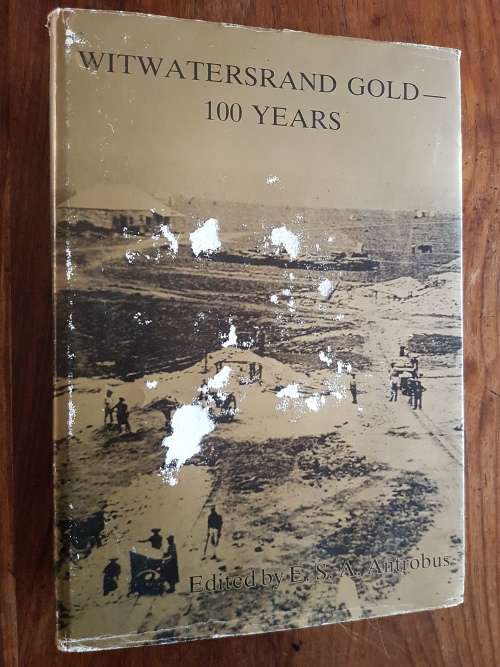 WITWATERSRAND GOLD—
100 YEARS
Edited by E. S. A. Antrobus